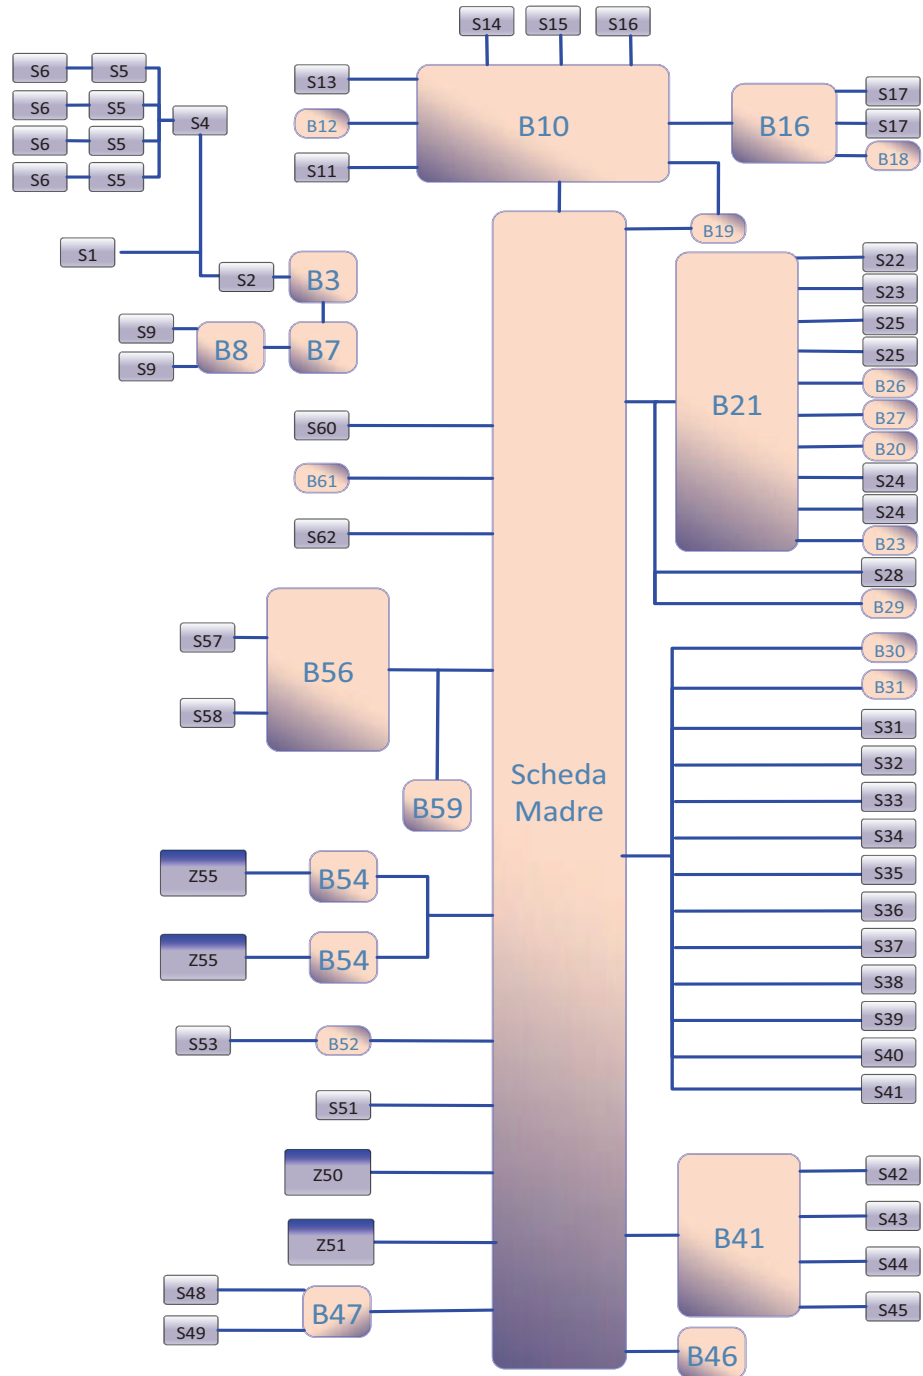 S14 S15 S16
S6 S5 S13 S17
S6 S5 S4 B12 B10 B16 S17
S6 S5 S11 B18
S6 S5
B19
S1 S2 B3 S22
S23
S9 B8 B7 S25
S9 S25
B26
B21 B27
S60 B20
B61 S24
S24
S62 B23
S28
B29
S57 B30
B56 B31
S58 S31
S32
Scheda
Madre
B59 S33
S34
Z55 B54 S35
S36
Z55 B54 S37
S38
S53 B52 S39
S40
S51 S41
Z50 S42
S43
Z51 B41 S44
S48 B47 S45
S49
B46